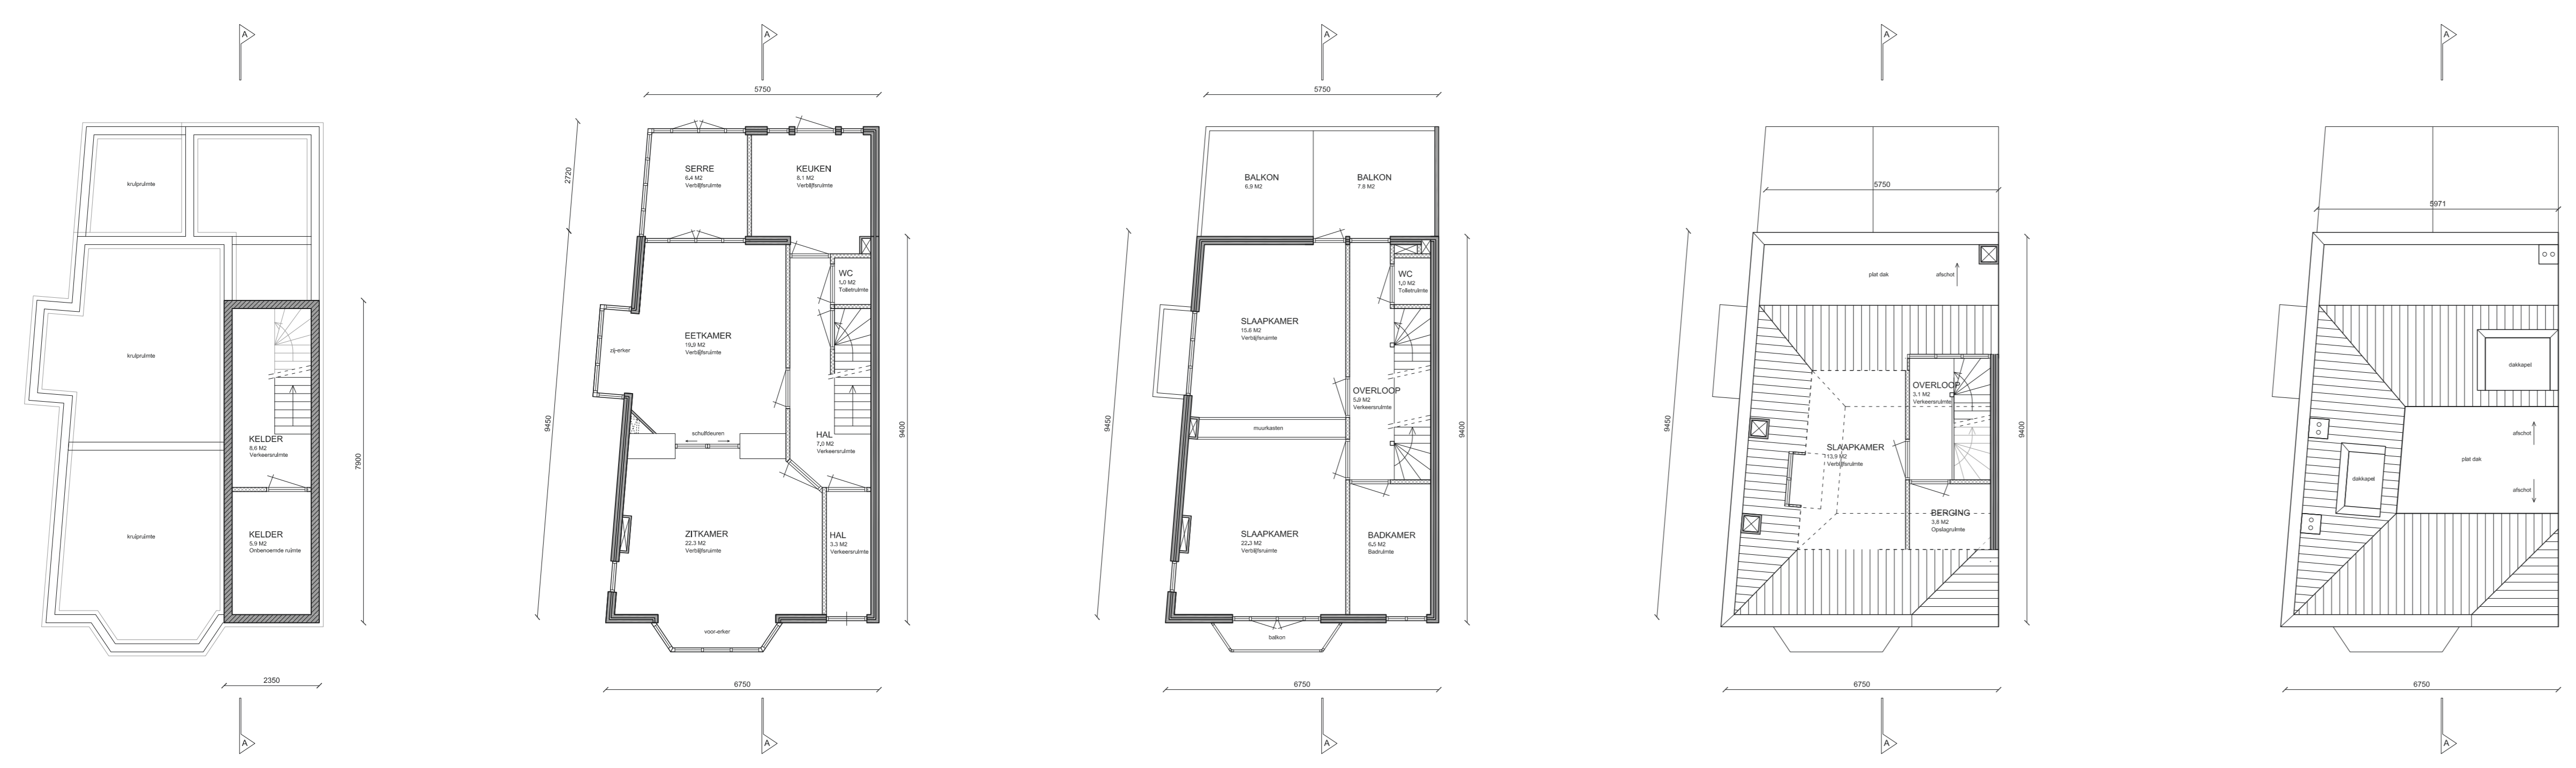 A
kruipruimte
kruipruimte
kruipruimte
KELDER
8,6 M2
Verkeersruimte
KELDER
5,9 M2
Onbenoemde ruimte
7900
2350
A
A
5750
2720
9450
9400
SERRE
6,4 M2
Verblijfsruimte
KEUKEN
8,1 M2
Verblijfsruimte
WC
1,0 M2
Toiletruimte
EETKAMER
19,9 M2
Verblijfsruimte
zij-erker
schuifdeuren
HAL
7,0 M2
Verkeersruimte
ZITKAMER
22,3 M2
Verblijfsruimte
HAL
3,3 M2
Verkeersruimte
voor-erker
6750
A
A
5750
9450
9400
BALKON
6,9 M2
BALKON
7,8 M2
WC
1,0 M2
Toiletruimte
SLAAPKAMER
15,6 M2
Verblijfsruimte
OVERLOOP
5,9 M2
Verkeersruimte
muurkasten
SLAAPKAMER
22,3 M2
Verblijfsruimte
BADKAMER
6,5 M2
Badruimte
balkon
6750
A
A
5750
9450
9400
plat dak
afschot
OVERLOOP
3,1 M2
Verkeersruimte
SLAAPKAMER
13,9 M2
Verblijfsruimte
BERGING
3,8 M2
Opslagruimte
6750
A
A
5971
dakkapel
afschot
plat dak
dakkapel
afschot
6750
A